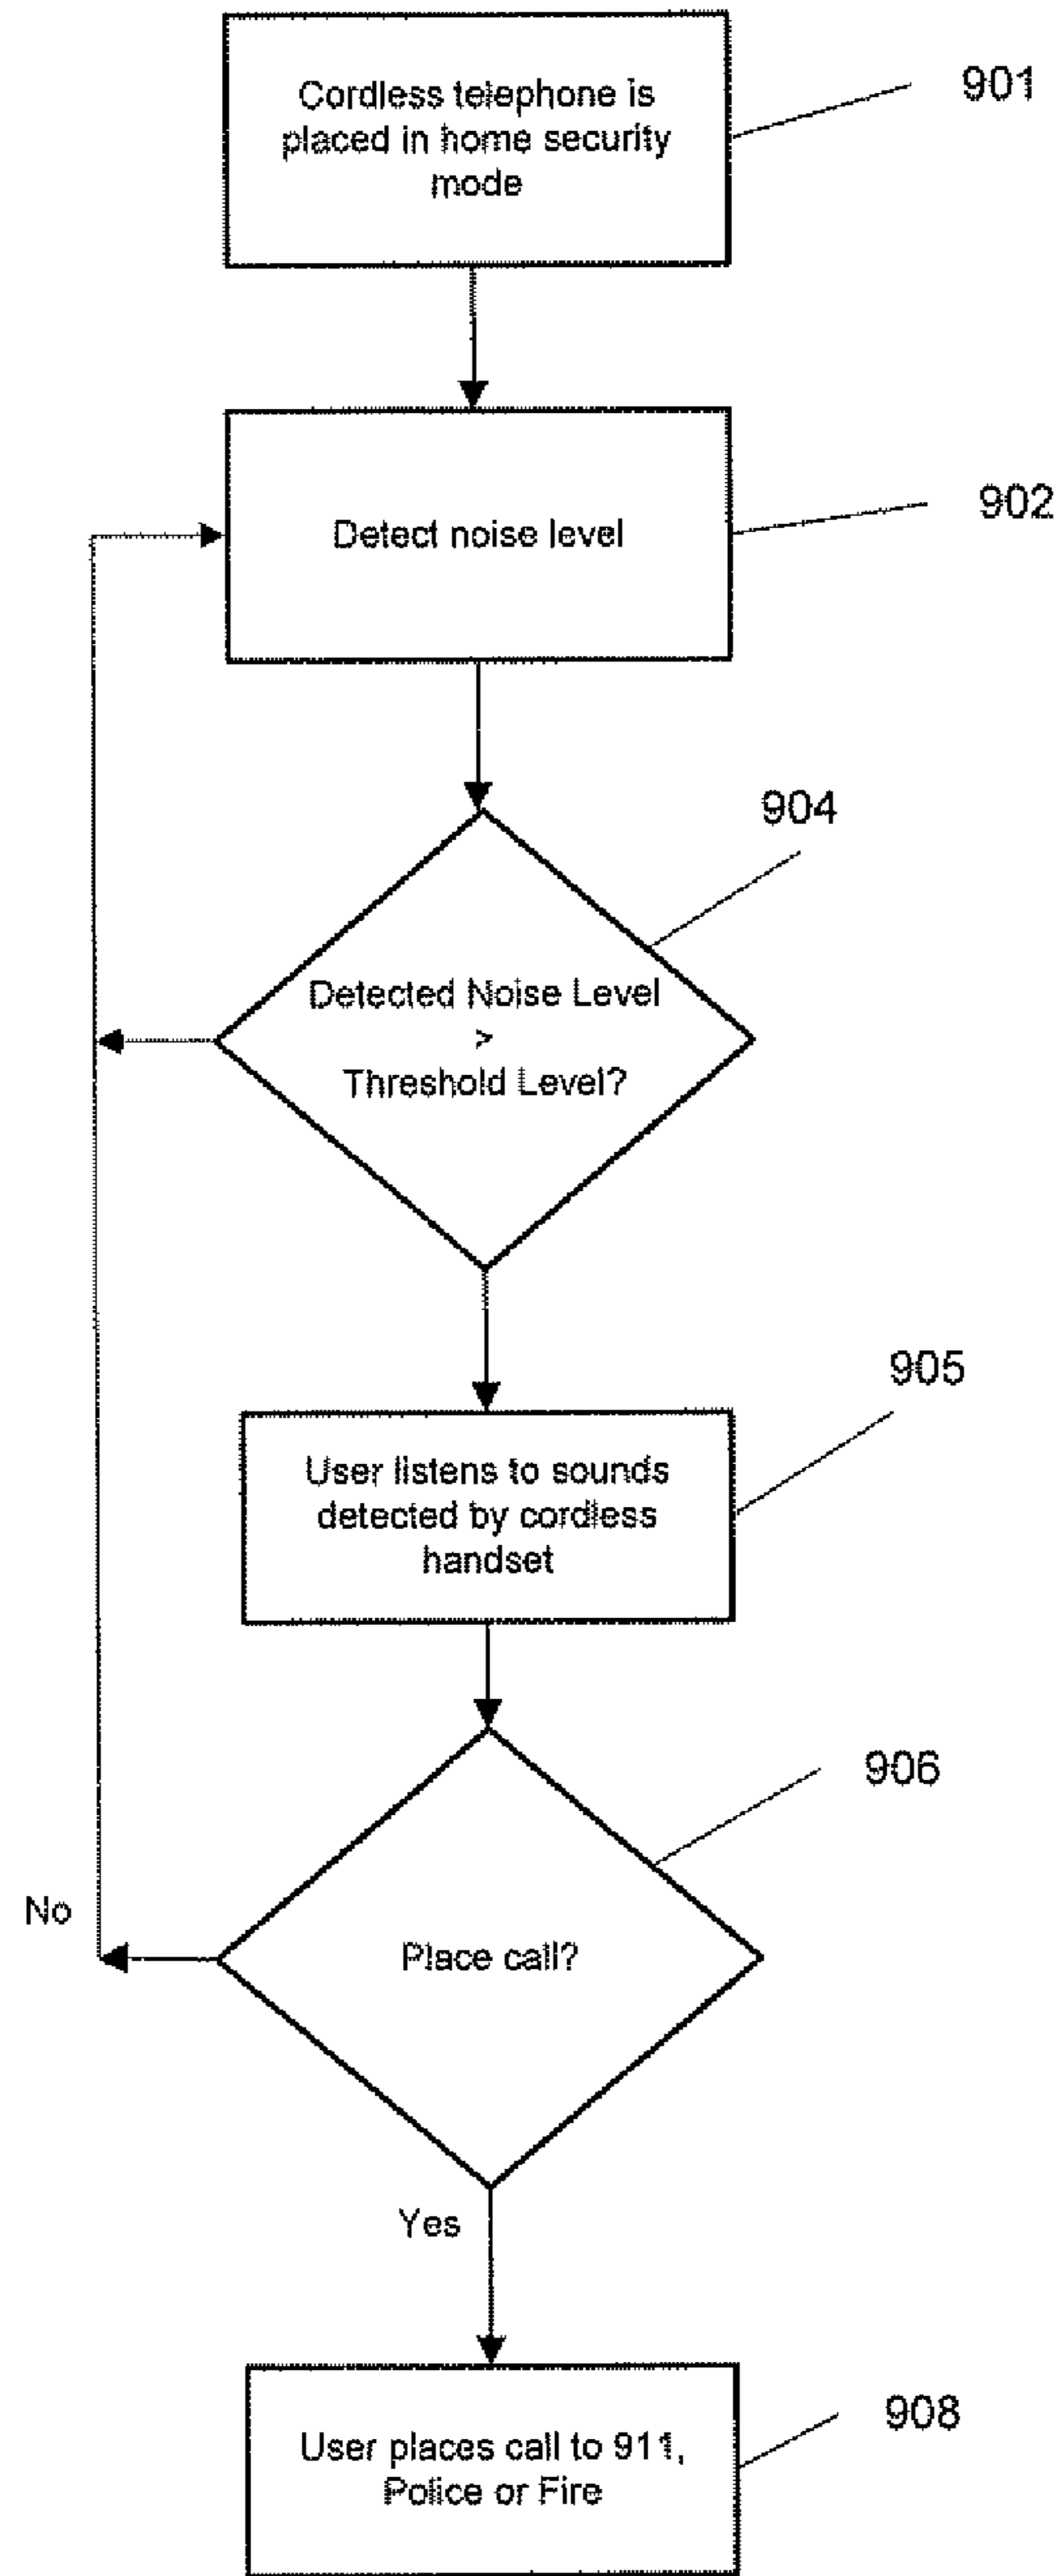 Cordless telephone is
placed in home security
mode
901
Detect noise level
902
904
Detected Noise Level
>
Threshold Level?
905
User listens to sounds
detected by cordless
handset
906
No
Place call?
Yes
908
User places call to 911,
Police or Fire